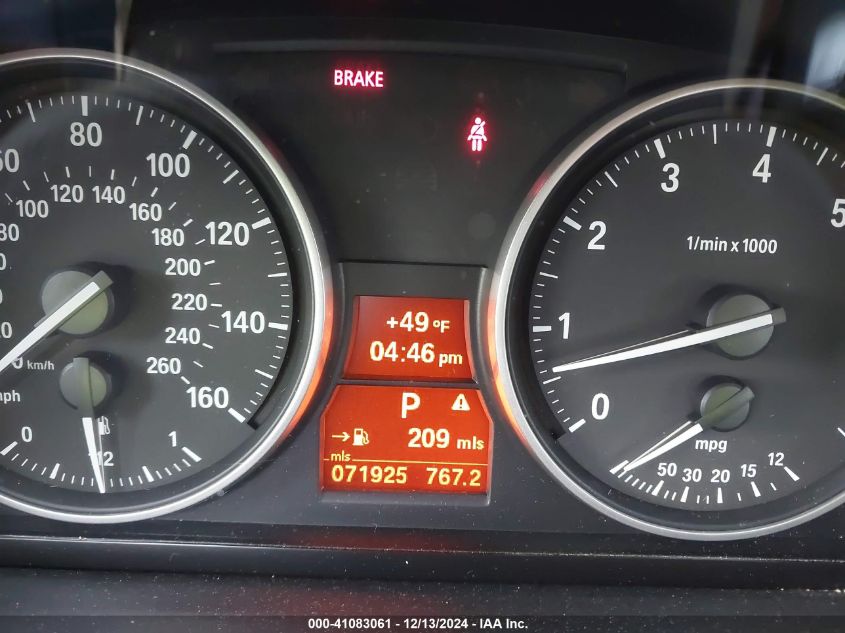 BRAKE
80
100
120
140
160
100
120
140
160
180
200
220
240
260
km/h
0
1
2
3
4
1/min x 1000
+49 °F
04:46 pm
P
→ 209 mls
mls
071925 767.2
0
1
mpg
50 30 20 15 12
000-41083061 - 12/13/2024 - IAA Inc.